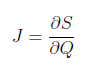 J = ∂S/∂Q